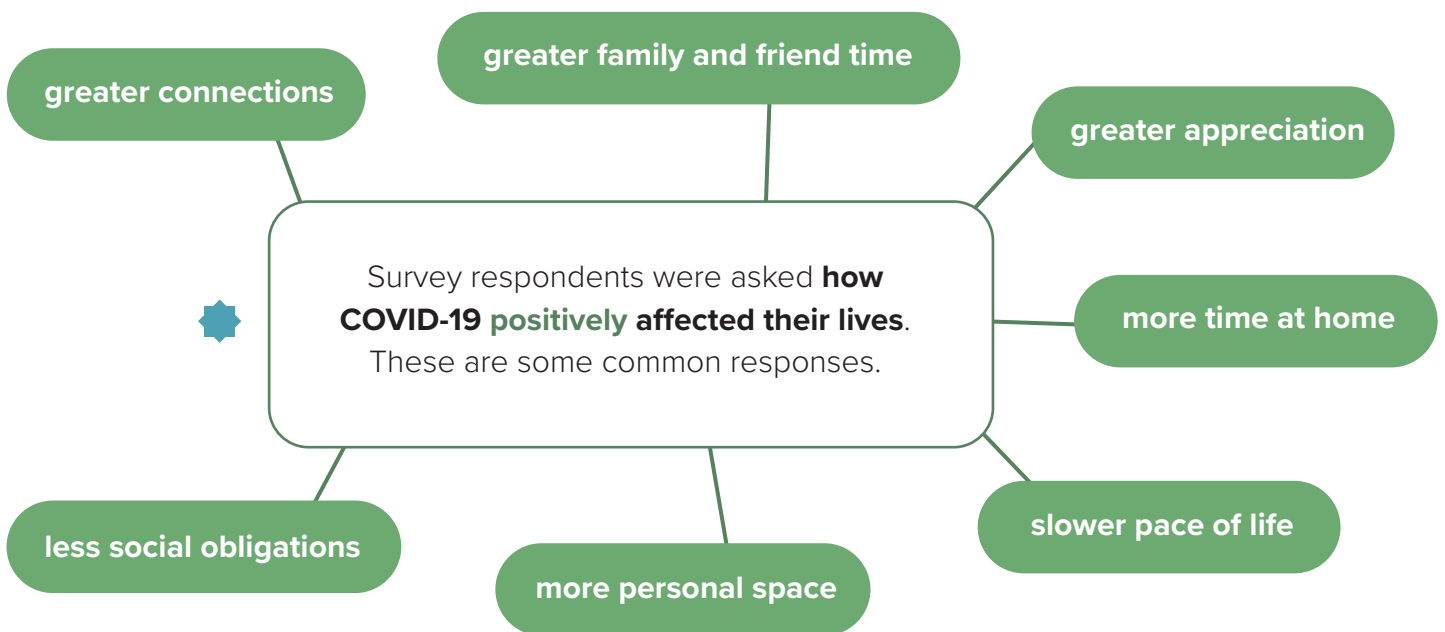 greater family and friend time
greater connections
greater appreciation
Survey respondents were asked how
COVID-19 positively affected their lives.
These are some common responses.
more time at home
slower pace of life
less social obligations
more personal space